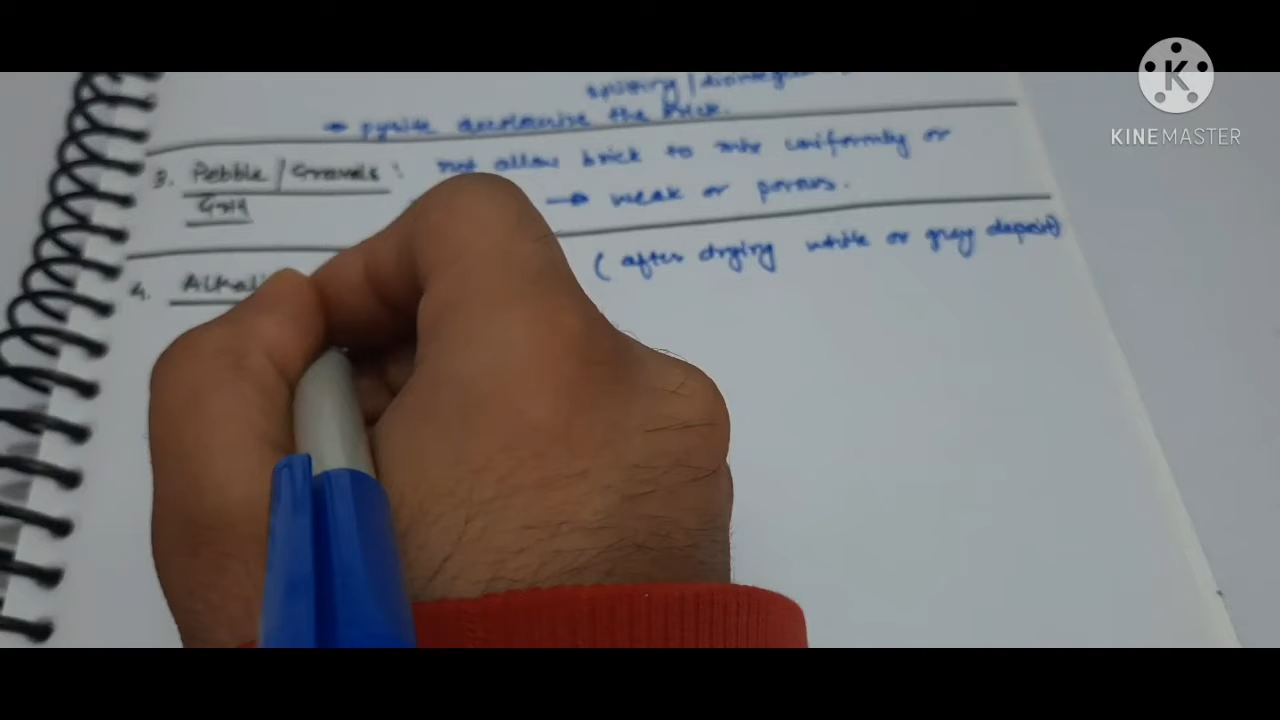 → pyrite decolourise the brick.
3. Pebble / Gravels : not allow brick to mix uniformly or
Grit → weak or porous.
4. Alkali (after drying white or grey deposit)
KINEMASTER